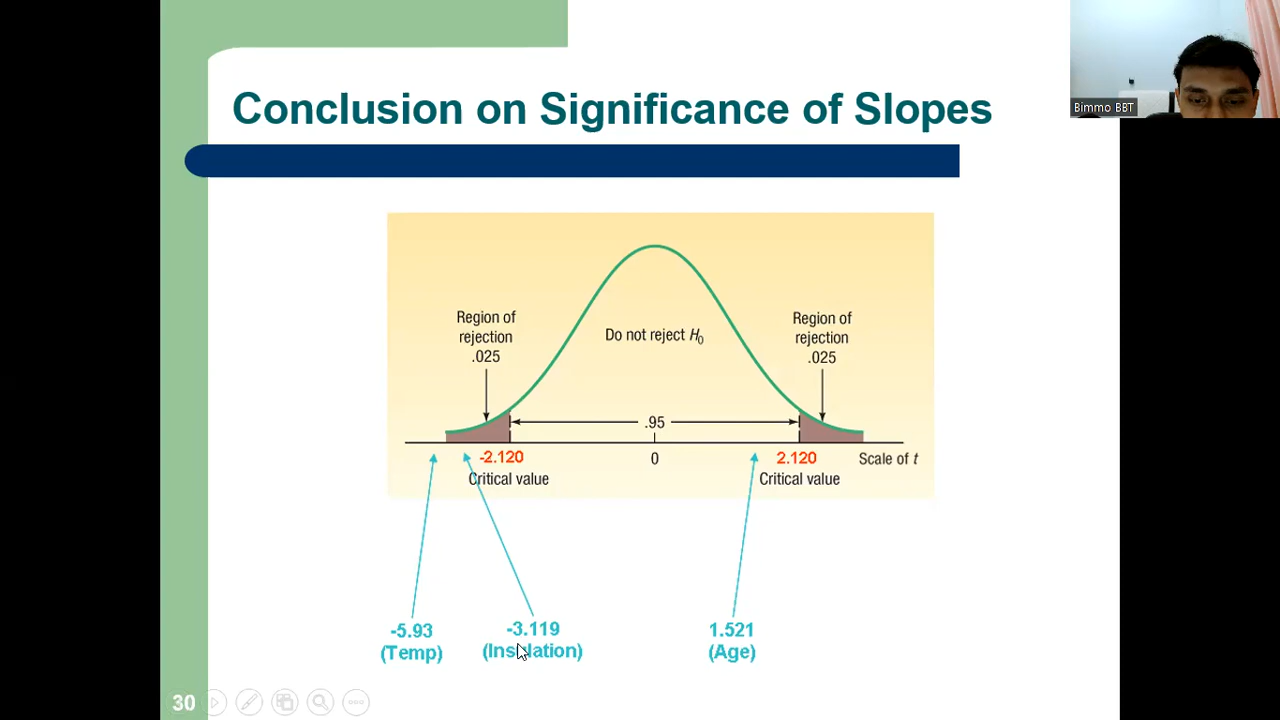 Conclusion on Significance of Slopes
Bimmo BBT
Region of
rejection
.025
Do not reject H0
Region of
rejection
.025
.95
-2.120
0
2.120
Scale of t
Critical value
Critical value
-5.93
(Temp)
-3.119
(Insulation)
1.521
(Age)
30